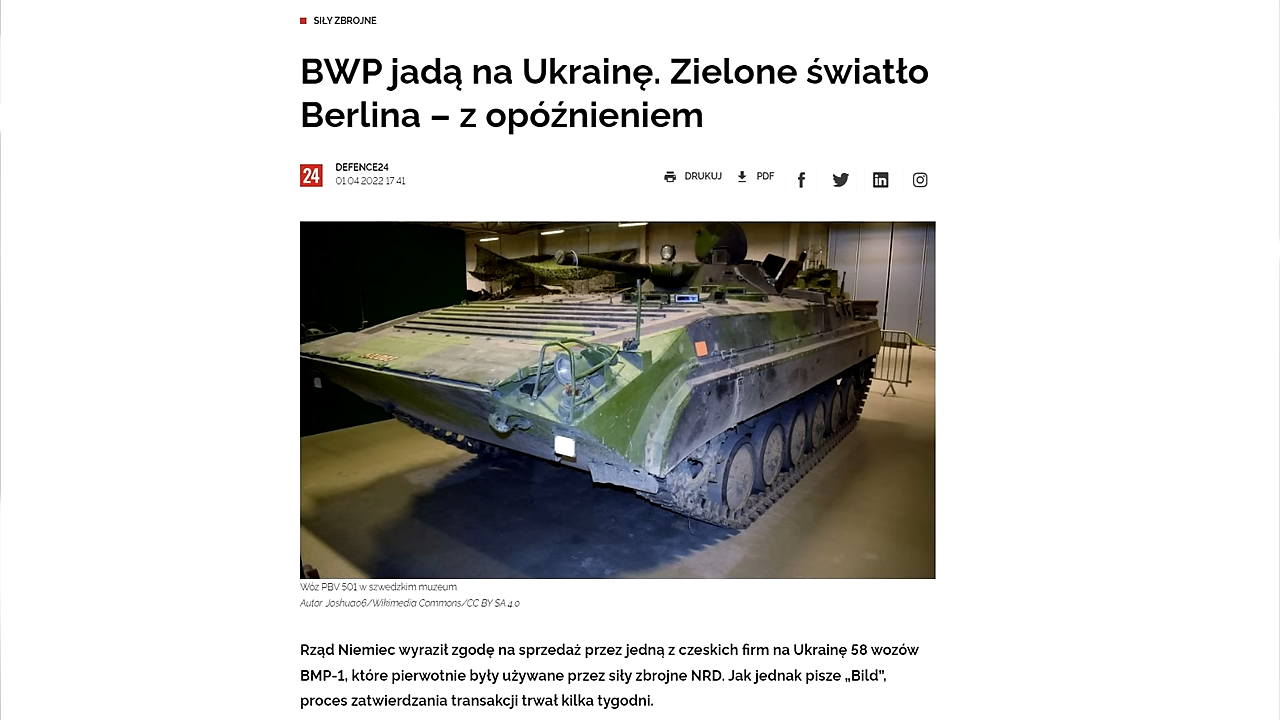 SIŁY ZBROJNE
BWP jadą na Ukrainę. Zielone światło
Berlina – z opóźnieniem
24
DEFENCE24
01.04.2022 17:41
DRUKUJ
PDF
Wóz PBV 501 w szwedzkim muzeum.
Autor. Joshua06/Wikimedia Commons/CC BY SA 4.0
Rząd Niemiec wyraził zgodę na sprzedaż przez jedną z czeskich firm na Ukrainę 58 wozów
BMP-1, które pierwotnie były używane przez siły zbrojne NRD. Jak jednak pisze „Bild”,
proces zatwierdzania transakcji trwał kilka tygodni.